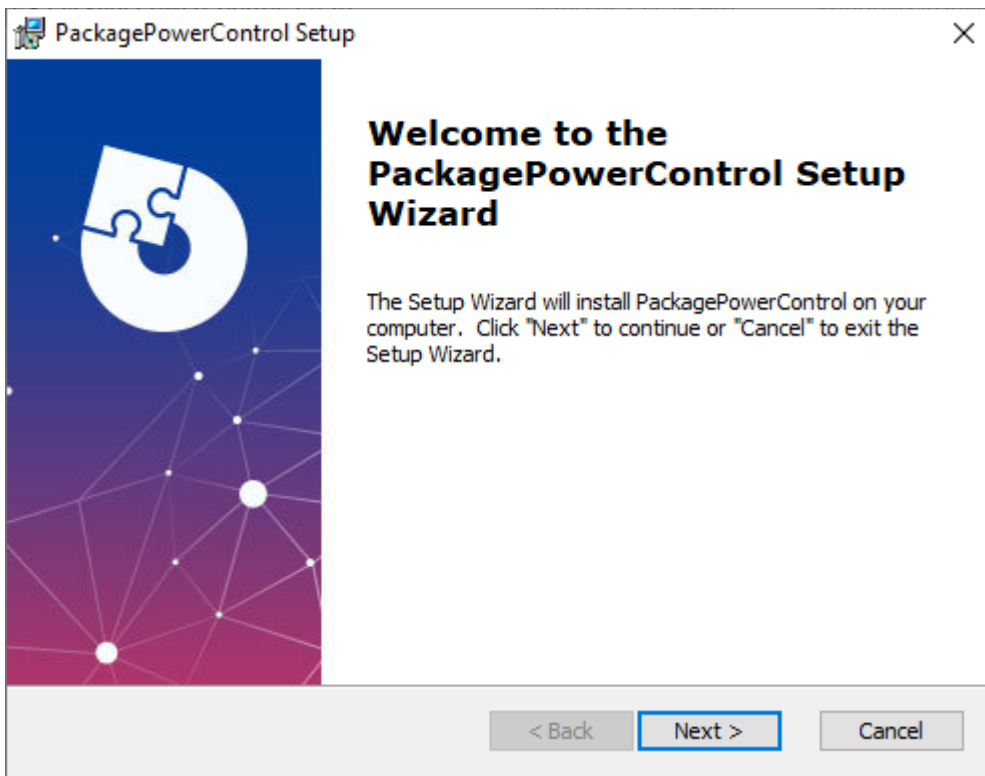 PackagePowerControl Setup
Welcome to the
PackagePowerControl Setup
Wizard
The Setup Wizard will install PackagePowerControl on your
computer.  Click "Next" to continue or "Cancel" to exit the
Setup Wizard.
< Back
Next >
Cancel